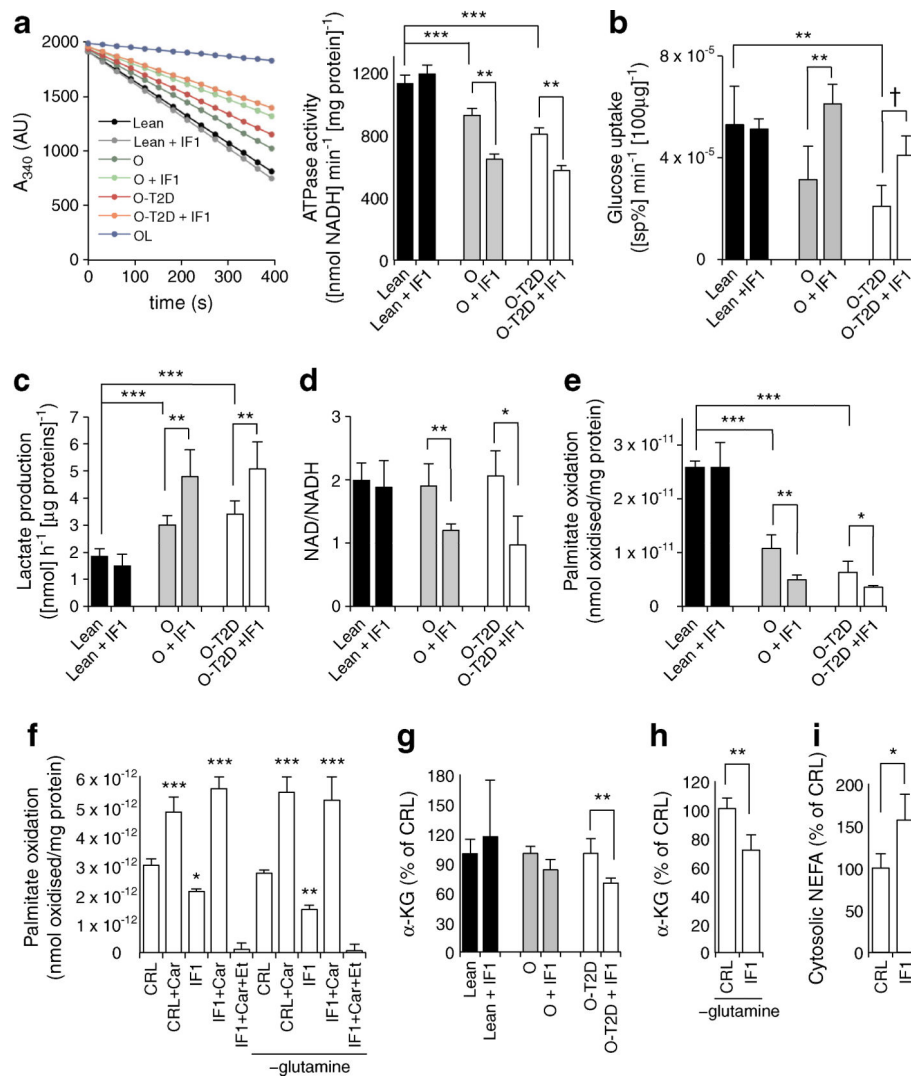 a
2000
1500
1000
500
0
A340 (AU)
0
100
200
300
400
time (s)
Lean
Lean + IF1
O
O + IF1
O-T2D
O-T2D + IF1
OL
ATPase activity
([nmol NADH] min⁻¹ [mg protein]⁻¹)
1200
800
600
400
0
***
***
**
**
Lean
Lean + IF1
O
O + IF1
O-T2D
O-T2D + IF1
b
Glucose uptake
([sp%] min⁻¹ [100µg]⁻¹)
8 x 10⁻⁵
4 x 10⁻⁵
0
**
**
†
Lean
Lean +IF1
O
O + IF1
O-T2D
O-T2D + IF1
c
Lactate production
([nmol] h⁻¹ [µg proteins]⁻¹)
7
6
5
4
3
2
1
0
***
***
**
**
Lean
Lean + IF1
O
O + IF1
O-T2D
O-T2D +IF1
d
NAD/NADH
3
2
1
0
**
*
Lean
Lean + IF1
O
O + IF1
O-T2D
O-T2D +IF1
e
Palmitate oxidation
(nmol oxidised/mg protein)
3 x 10⁻¹¹
2 x 10⁻¹¹
1 x 10⁻¹¹
0
***
***
**
*
Lean
Lean + IF1
O
O + IF1
O-T2D
O-T2D +IF1
f
Palmitate oxidation
(nmol oxidised/mg protein)
6 x 10⁻¹²
5 x 10⁻¹²
4 x 10⁻¹²
3 x 10⁻¹²
2 x 10⁻¹²
1 x 10⁻¹²
0
***
*
***
***
**
***
CRL
CRL+Car
IF1
IF1+Car
IF1+Car+Et
CRL
CRL+Car
IF1
IF1+Car
IF1+Car+Et
−glutamine
g
α-KG (% of CRL)
180
150
120
90
60
30
0
**
Lean
Lean + IF1
O
O + IF1
O-T2D
O-T2D + IF1
h
α-KG (% of CRL)
120
100
80
60
40
20
0
**
CRL
IF1
−glutamine
i
Cytosolic NEFA (% of CRL)
200
150
100
50
0
*
CRL
IF1